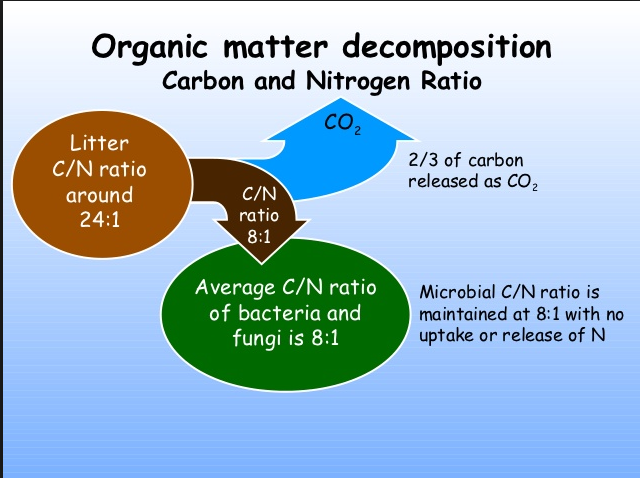 Organic matter decomposition
Carbon and Nitrogen Ratio
Litter
C/N ratio
around
24:1
CO₂
2/3 of carbon
released as CO₂
C/N
ratio
8:1
Average C/N ratio
of bacteria and
fungi is 8:1
Microbial C/N ratio is
maintained at 8:1 with no
uptake or release of N